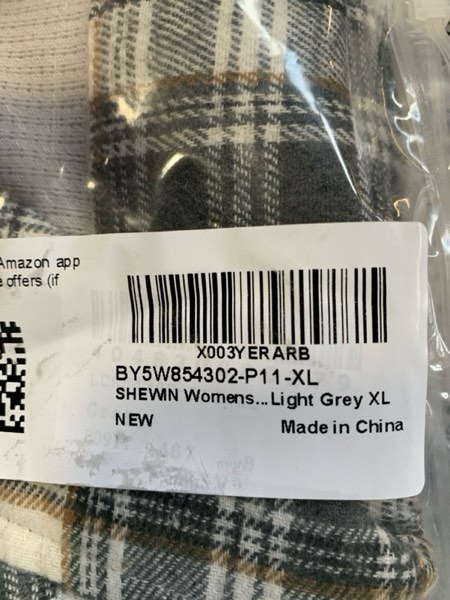 Amazon app
offers (if
X003YERARB
BY5W854302-P11-XL
SHEWIN Womens...Light Grey XL
NEW
Made in China